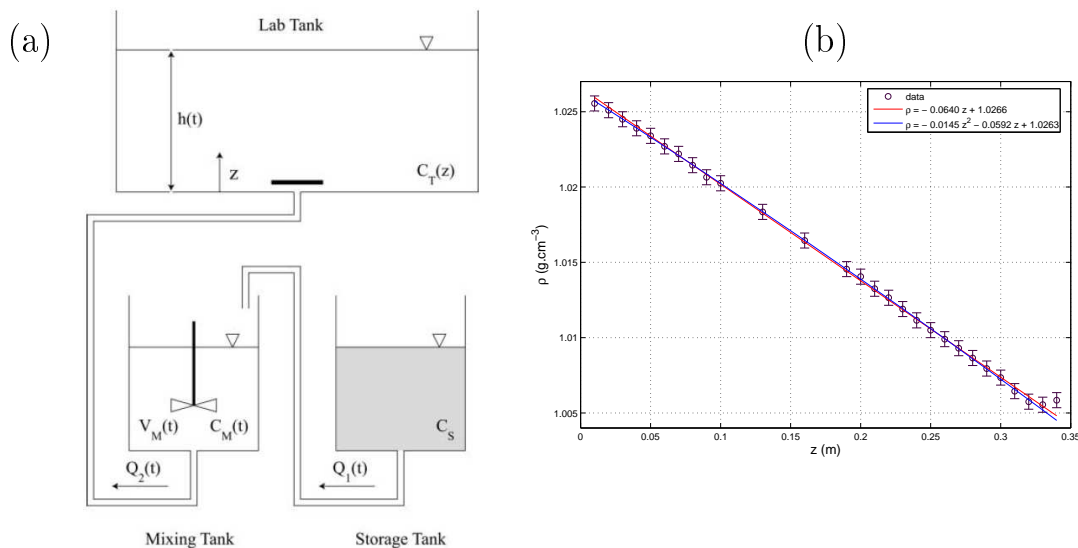 (a)
Lab Tank
h(t)
z
C_T(z)
V_M(t)
C_M(t)
C_S
Q_2(t)
Q_1(t)
Mixing Tank
Storage Tank
(b)
data
ρ = − 0.0640 z + 1.0266
ρ = − 0.0145 z² − 0.0592 z + 1.0263
1.025
1.02
1.015
1.01
1.005
ρ (g.cm⁻³)
0
0.05
0.1
0.15
0.2
0.25
0.3
0.35
z (m)